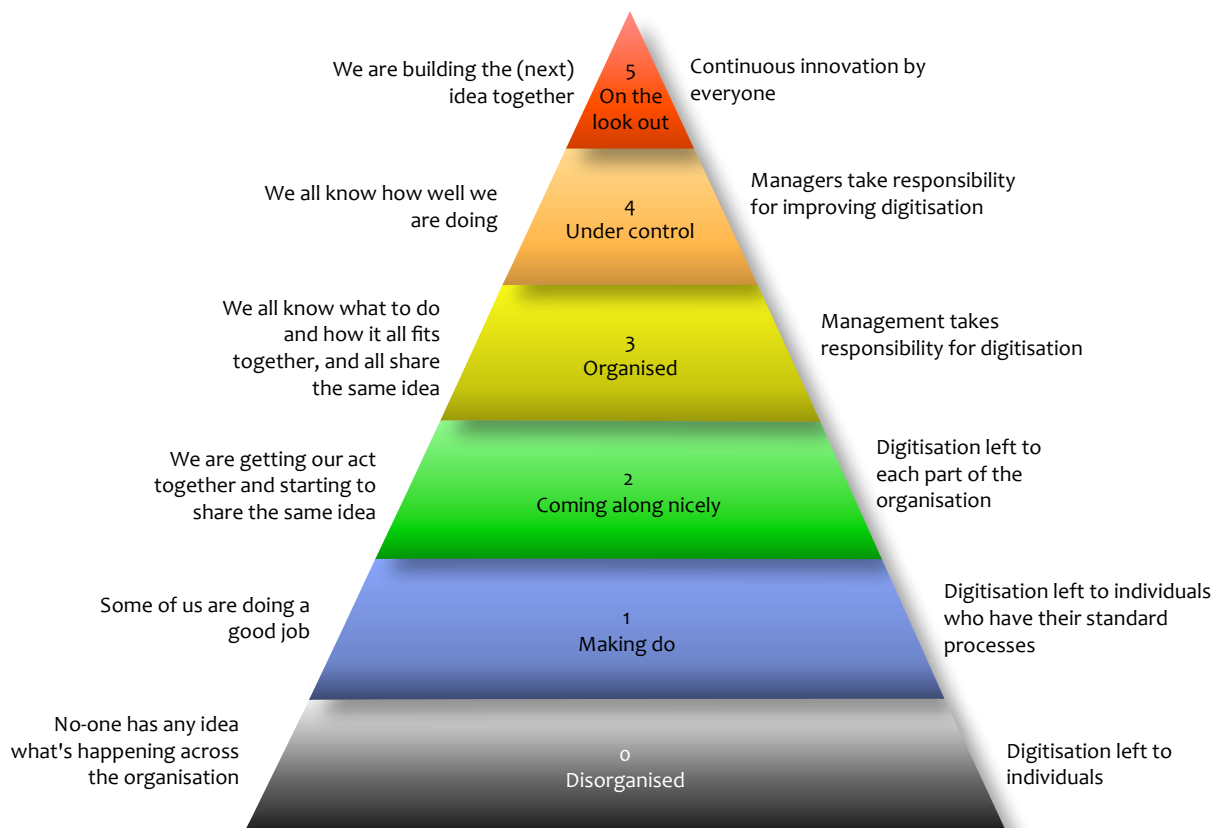 We are building the (next)
idea together
5
On the
look out
Continuous innovation by
everyone
We all know how well we
are doing
4
Under control
Managers take responsibility
for improving digitisation
We all know what to do
and how it all fits
together, and all share
the same idea
3
Organised
Management takes
responsibility for digitisation
We are getting our act
together and starting to
share the same idea
2
Coming along nicely
Digitisation left to
each part of the
organisation
Some of us are doing a
good job
1
Making do
Digitisation left to individuals
who have their standard
processes
No-one has any idea
what's happening across
the organisation
0
Disorganised
Digitisation left to
individuals